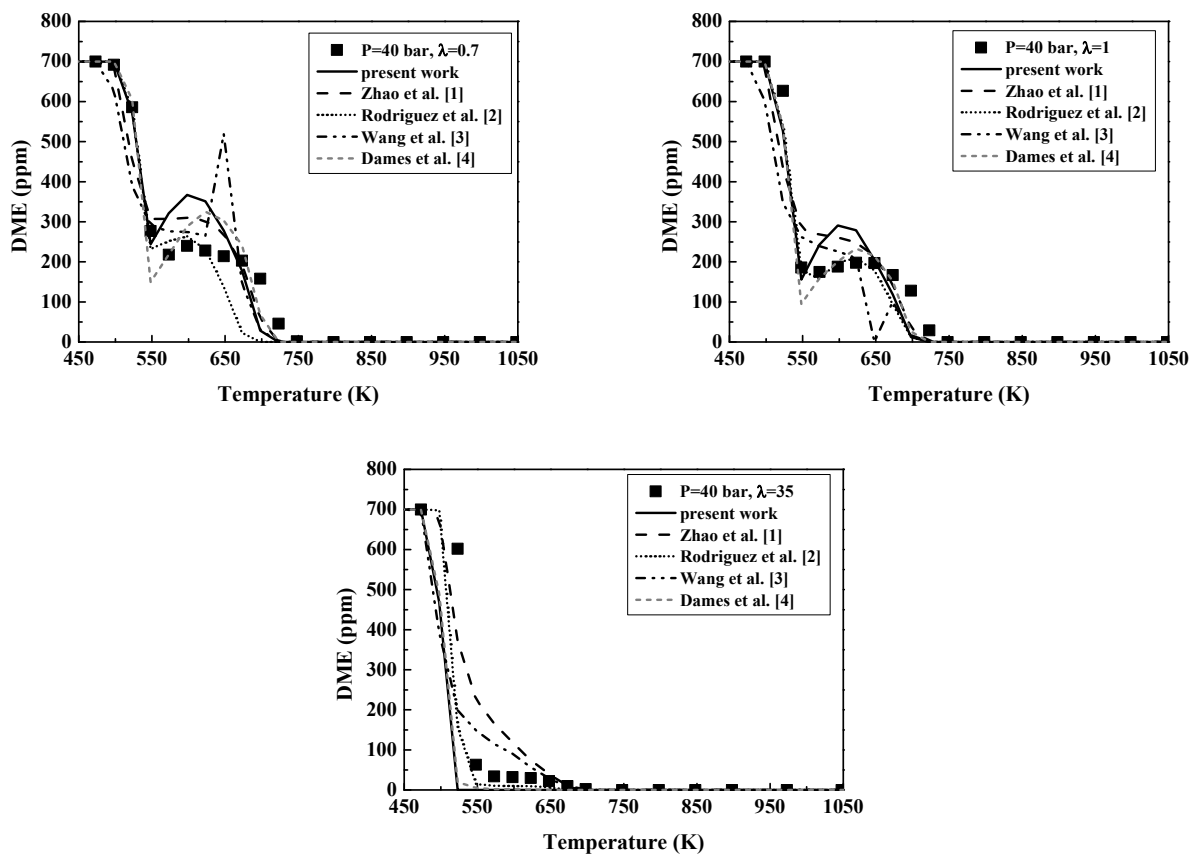 800
700
600
500
400
300
200
100
0
DME (ppm)
P=40 bar, λ=0.7
present work
Zhao et al. [1]
Rodriguez et al. [2]
Wang et al. [3]
Dames et al. [4]
450 550 650 750 850 950 1050
Temperature (K)
800
700
600
500
400
300
200
100
0
DME (ppm)
P=40 bar, λ=1
present work
Zhao et al. [1]
Rodriguez et al. [2]
Wang et al. [3]
Dames et al. [4]
450 550 650 750 850 950 1050
Temperature (K)
800
700
600
500
400
300
200
100
0
DME (ppm)
P=40 bar, λ=35
present work
Zhao et al. [1]
Rodriguez et al. [2]
Wang et al. [3]
Dames et al. [4]
450 550 650 750 850 950 1050
Temperature (K)